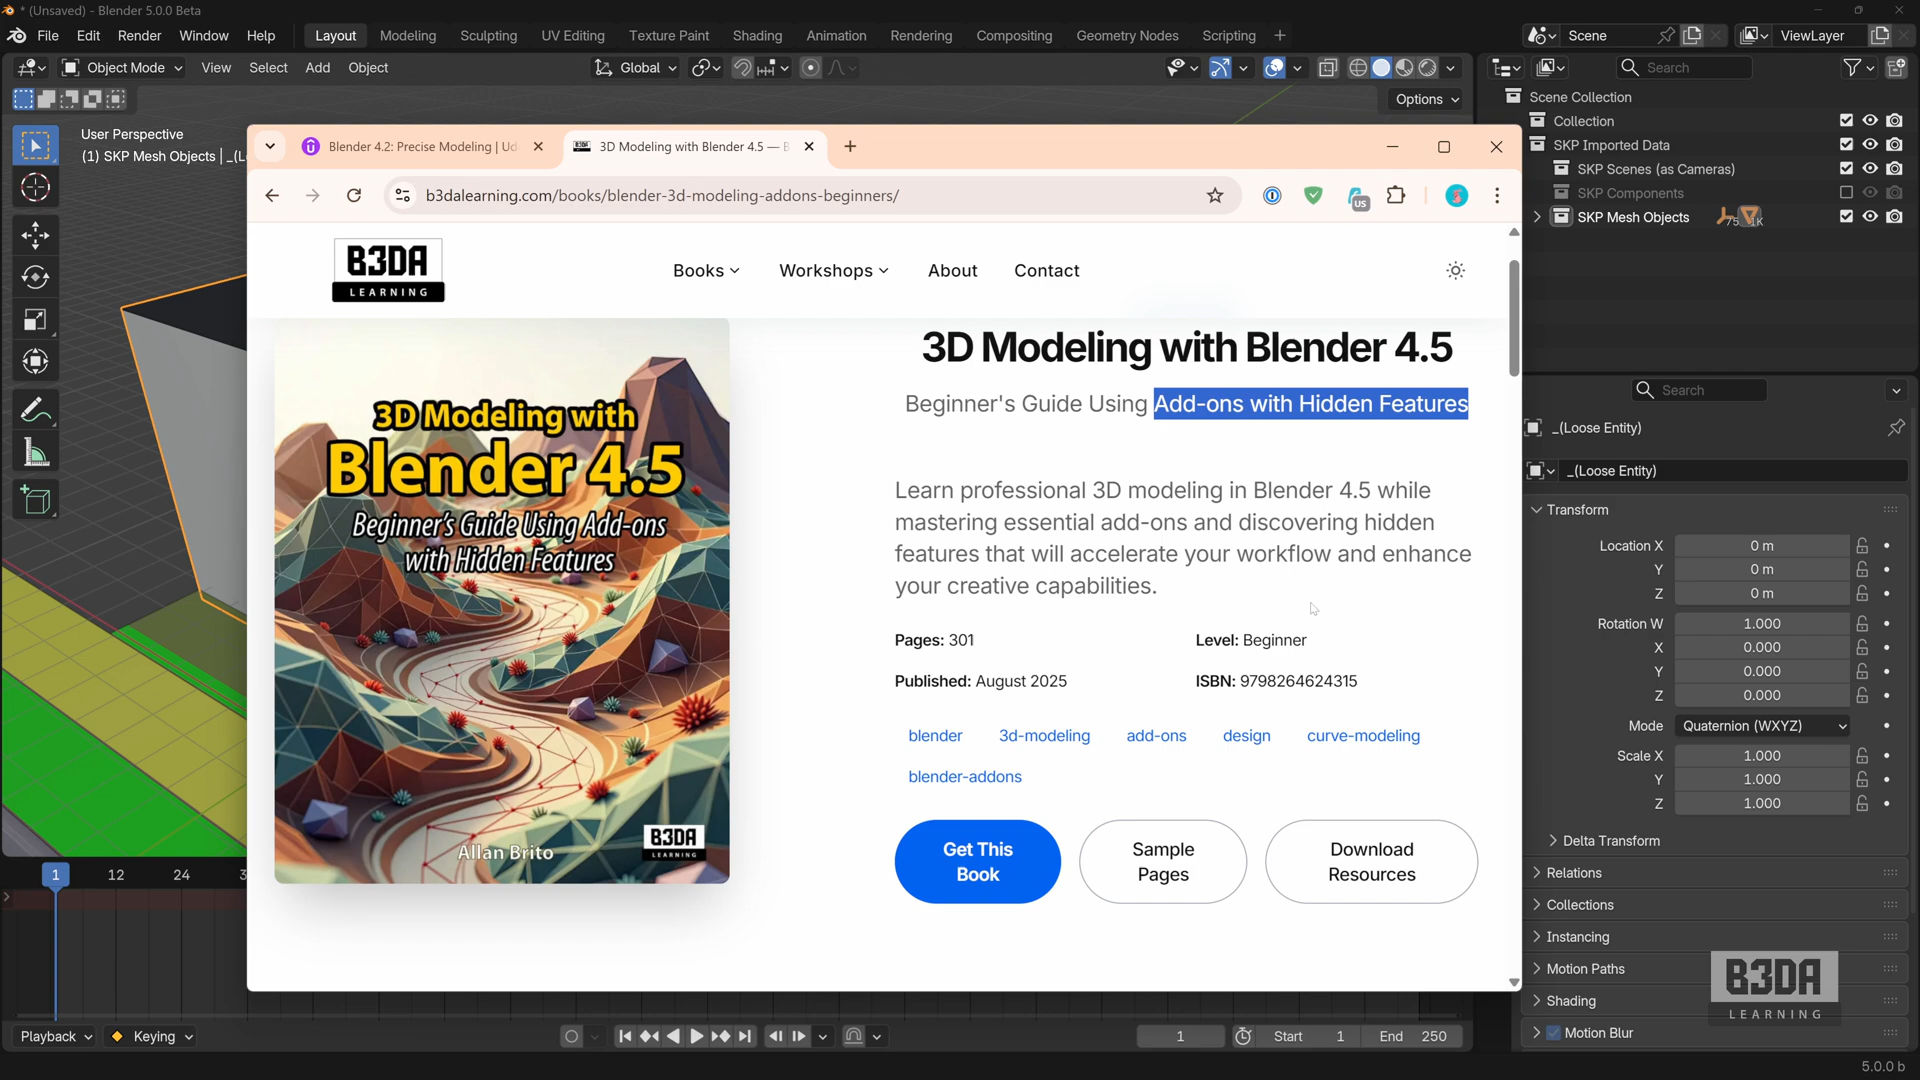 * (Unsaved) - Blender 5.0.0 Beta
File Edit Render Window Help Layout Modeling Sculpting UV Editing Texture Paint Shading Animation Rendering Compositing Geometry Nodes Scripting + Scene ViewLayer
Object Mode View Select Add Object Global Search
Options
User Perspective
(1) SKP Mesh Objects | _(L
Scene Collection
Collection
SKP Imported Data
SKP Scenes (as Cameras)
SKP Components
SKP Mesh Objects
Blender 4.2: Precise Modeling | Ud
3D Modeling with Blender 4.5 — B
b3dalearning.com/books/blender-3d-modeling-addons-beginners/
US
B3DA
LEARNING
Books Workshops About Contact
3D Modeling with
Blender 4.5
Beginner's Guide Using Add-ons
with Hidden Features
Allan Brito
B3DA
LEARNING
3D Modeling with Blender 4.5
Beginner's Guide Using Add-ons with Hidden Features
Learn professional 3D modeling in Blender 4.5 while
mastering essential add-ons and discovering hidden
features that will accelerate your workflow and enhance
your creative capabilities.
Pages: 301 Level: Beginner
Published: August 2025 ISBN: 9798264624315
blender 3d-modeling add-ons design curve-modeling
blender-addons
Get This
Book
Sample
Pages
Download
Resources
Search
_(Loose Entity)
_(Loose Entity)
Transform
Location X 0 m
Y 0 m
Z 0 m
Rotation W 1.000
X 0.000
Y 0.000
Z 0.000
Mode Quaternion (WXYZ)
Scale X 1.000
Y 1.000
Z 1.000
Delta Transform
Relations
Collections
Instancing
Motion Paths
Shading
Motion Blur
B3DA
LEARNING
1 12 24
Playback Keying 1 Start 1 End 250
5.0.0 b